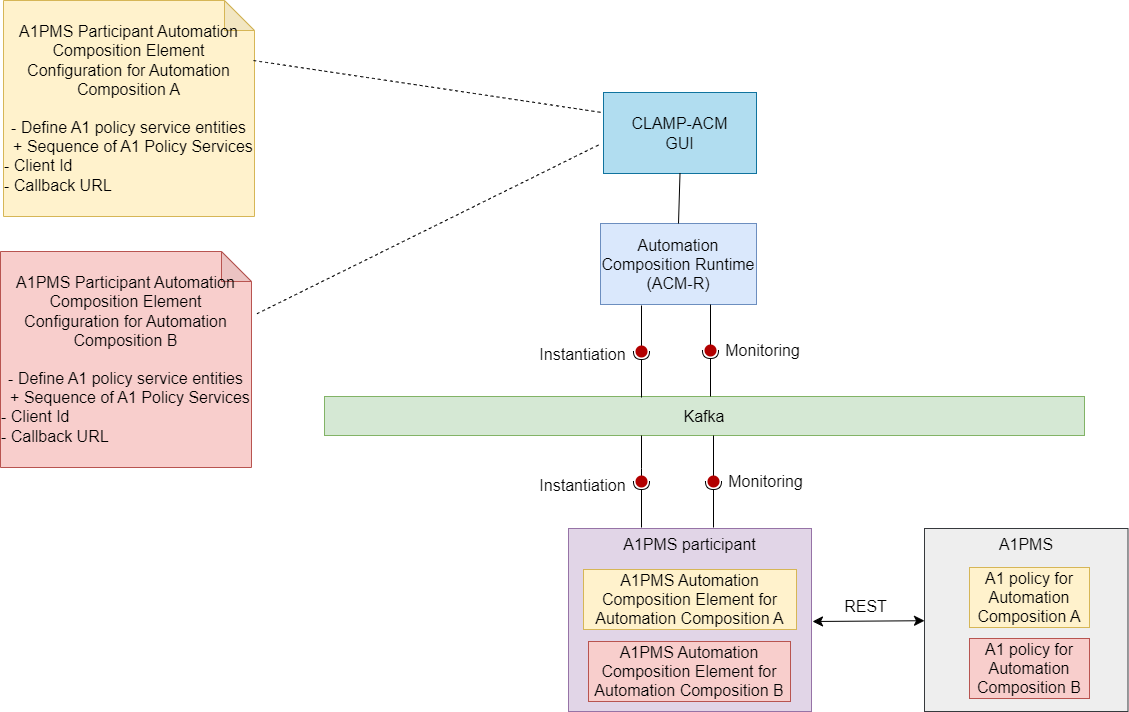 A1PMS Participant Automation
Composition Element
Configuration for Automation
Composition A
- Define A1 policy service entities
+ Sequence of A1 Policy Services
- Client Id
- Callback URL
CLAMP-ACM
GUI
Automation
Composition Runtime
(ACM-R)
A1PMS Participant Automation
Composition Element
Configuration for Automation
Composition B
- Define A1 policy service entities
+ Sequence of A1 Policy Services
- Client Id
- Callback URL
Instantiation
Monitoring
Kafka
Instantiation
Monitoring
A1PMS participant
A1PMS Automation
Composition Element for
Automation Composition A
A1PMS Automation
Composition Element for
Automation Composition B
REST
A1PMS
A1 policy for
Automation
Composition A
A1 policy for
Automation
Composition B